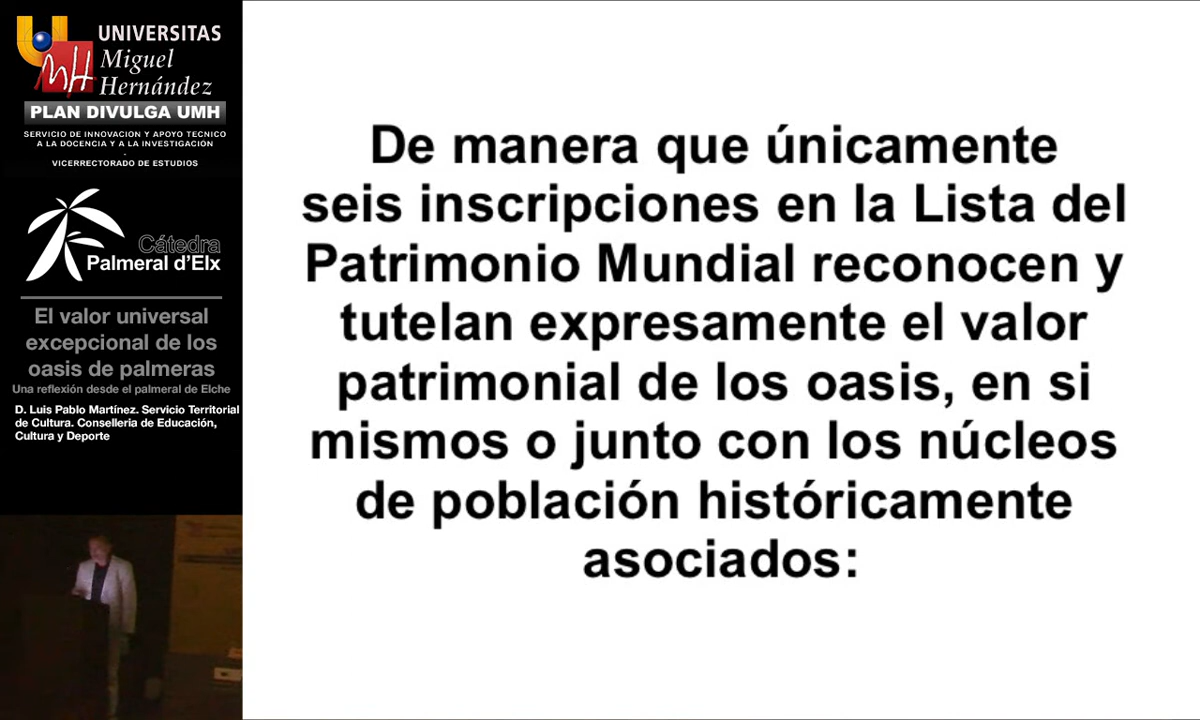 UNIVERSITAS
Miguel
Hernández
PLAN DIVULGA UMH
SERVICIO DE INNOVACION Y APOYO TECNICO
A LA DOCENCIA Y A LA INVESTIGACION
-
VICERRECTORADO DE ESTUDIOS
Cátedra
Palmeral d'Elx
El valor universal
excepcional de los
oasis de palmeras
Una reflexión desde el palmeral de Elche
D. Luis Pablo Martínez. Servicio Territorial
de Cultura. Conselleria de Educación,
Cultura y Deporte
De manera que únicamente
seis inscripciones en la Lista del
Patrimonio Mundial reconocen y
tutelan expresamente el valor
patrimonial de los oasis, en si
mismos o junto con los núcleos
de población históricamente
asociados: